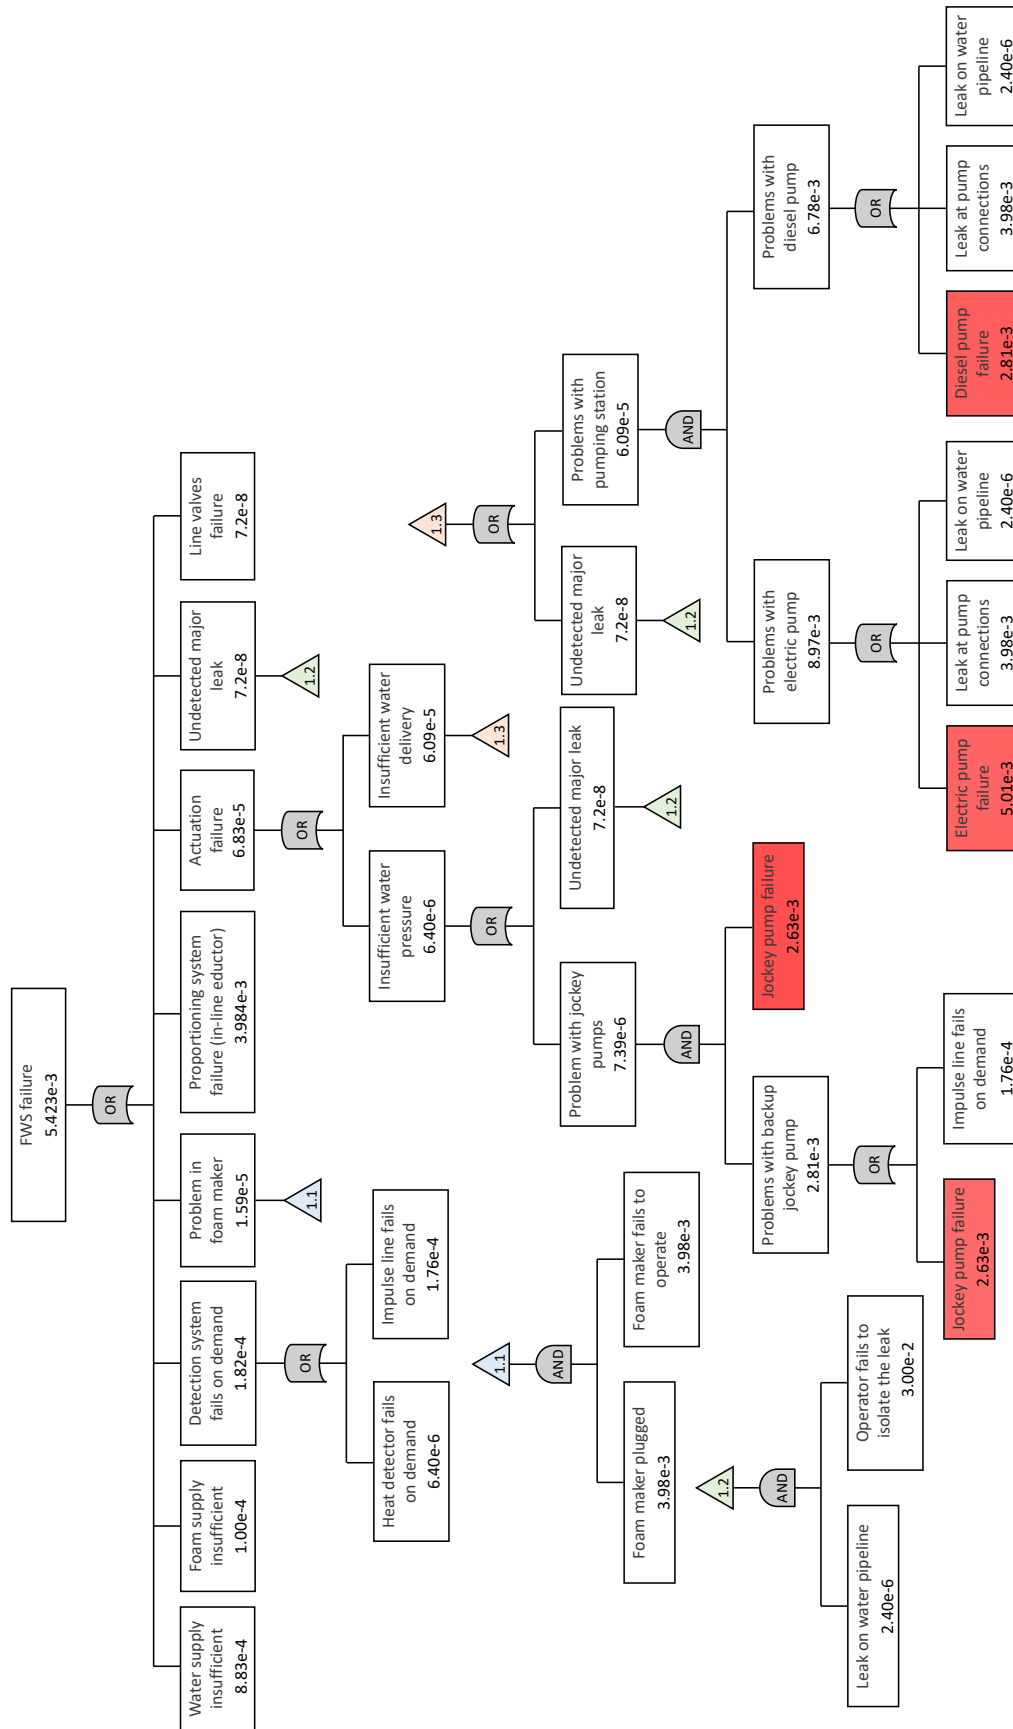 FWS failure
5.423e-3
OR
Water supply
insufficient
8.83e-4
Foam supply
insufficient
1.00e-4
Detection system
fails on demand
1.82e-4
Problem in
foam maker
1.59e-5
Proportioning system
failure (in-line eductor)
3.984e-3
Actuation
failure
6.83e-5
Undetected major
leak
7.2e-8
Line valves
failure
7.2e-8
OR
1.1
OR
1.2
Heat detector fails
on demand
6.40e-6
Impulse line fails
on demand
1.76e-4
Insufficient water
pressure
6.40e-6
Insufficient water
delivery
6.09e-5
1.3
OR
1.3
OR
1.1
AND
Foam maker plugged
3.98e-3
Foam maker fails to
operate
3.98e-3
Problem with jockey
pumps
7.39e-6
Undetected major leak
7.2e-8
Undetected major
leak
7.2e-8
Problems with
pumping station
6.09e-5
AND
1.2
1.2
AND
1.2
AND
Leak on water pipeline
2.40e-6
Operator fails to
isolate the leak
3.00e-2
Problems with backup
jockey pump
2.81e-3
Jockey pump failure
2.63e-3
Problems with
electric pump
8.97e-3
Problems with
diesel pump
6.78e-3
OR
OR
OR
Jockey pump failure
2.63e-3
Impulse line fails
on demand
1.76e-4
Electric pump
failure
5.01e-3
Leak at pump
connections
3.98e-3
Leak on water
pipeline
2.40e-6
Diesel pump
failure
2.81e-3
Leak at pump
connections
3.98e-3
Leak on water
pipeline
2.40e-6